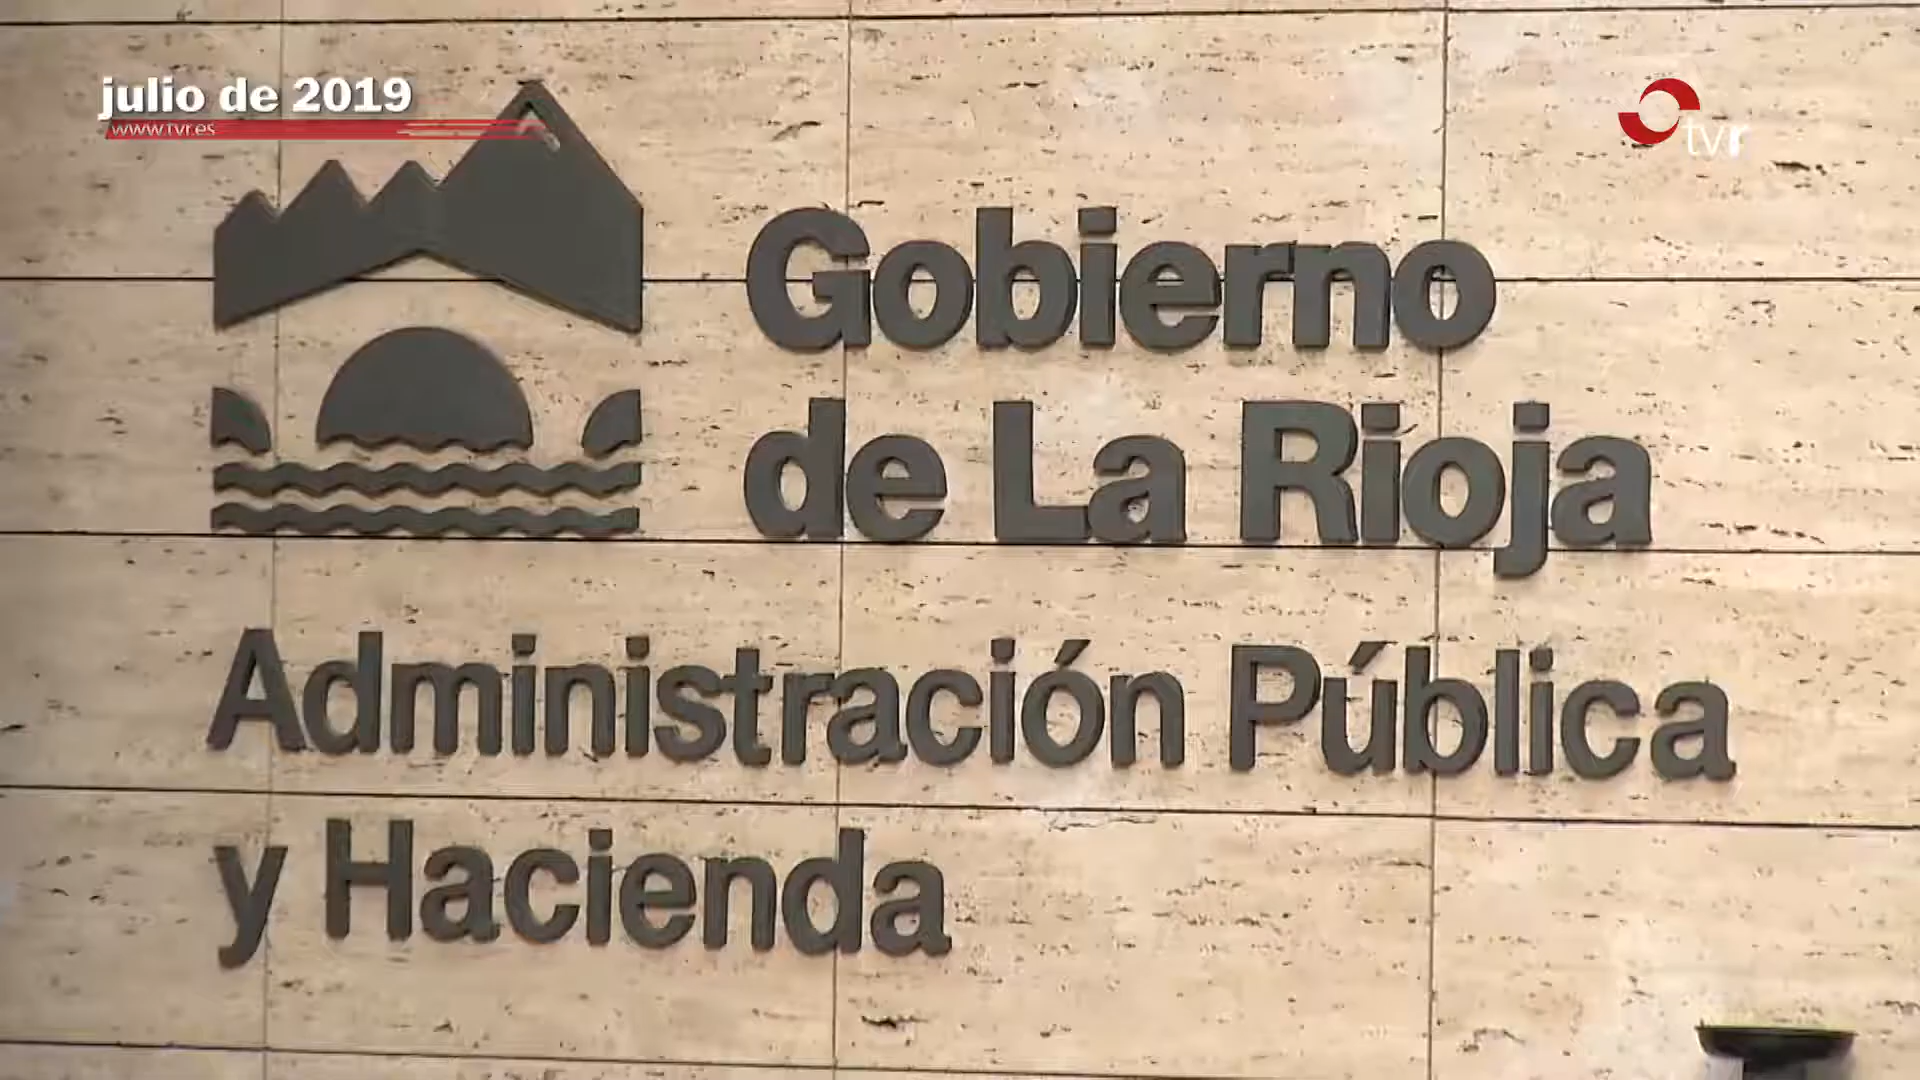 julio de 2019
www.tvr.es
tvr
Gobierno
de La Rioja
Administración Pública
y Hacienda